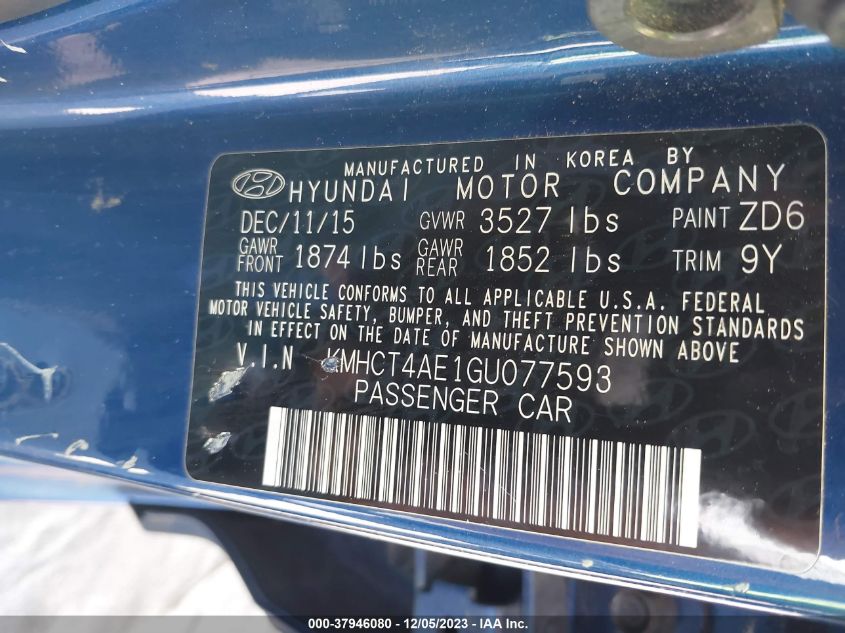 MANUFACTURED IN KOREA BY
HYUNDAI MOTOR COMPANY
DEC/11/15 GVWR 3527 lbs PAINT ZD6
GAWR FRONT 1874 lbs GAWR REAR 1852 lbs TRIM 9Y
THIS VEHICLE CONFORMS TO ALL APPLICABLE U.S.A. FEDERAL
MOTOR VEHICLE SAFETY, BUMPER, AND THEFT PREVENTION STANDARDS
IN EFFECT ON THE DATE OF MANUFACTURE SHOWN ABOVE
V.I.N KMHCT4AE1GU077593
PASSENGER CAR
000-37946080 - 12/05/2023 - IAA Inc.